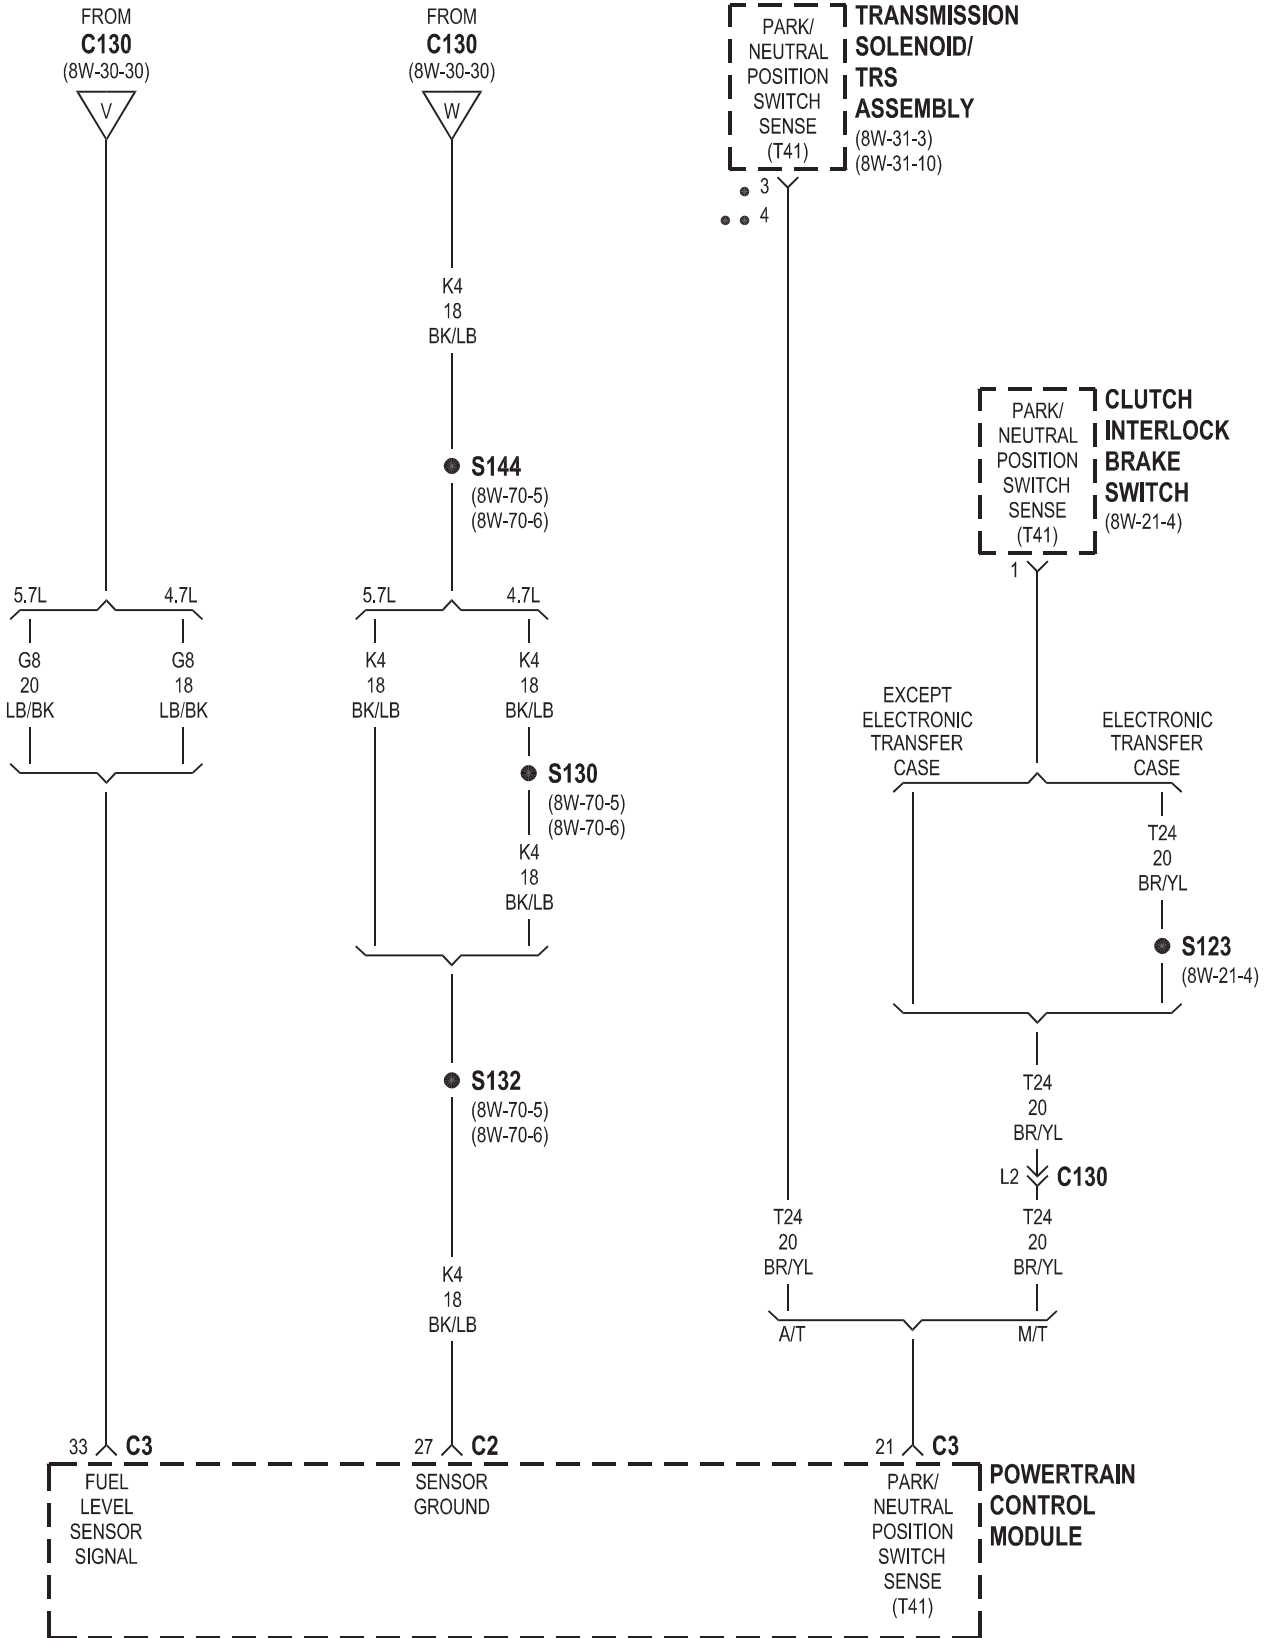 FROM
C130
(8W-30-30)
V
FROM
C130
(8W-30-30)
W
PARK/
NEUTRAL
POSITION
SWITCH
SENSE
(T41)
TRANSMISSION
SOLENOID/
TRS
ASSEMBLY
(8W-31-3)
(8W-31-10)
• 3
•• 4
K4
18
BK/LB
S144
(8W-70-5)
(8W-70-6)
PARK/
NEUTRAL
POSITION
SWITCH
SENSE
(T41)
CLUTCH
INTERLOCK
BRAKE
SWITCH
(8W-21-4)
1
5.7L
4.7L
G8
20
LB/BK
G8
18
LB/BK
5.7L
4.7L
K4
18
BK/LB
K4
18
BK/LB
S130
(8W-70-5)
(8W-70-6)
K4
18
BK/LB
EXCEPT
ELECTRONIC
TRANSFER
CASE
ELECTRONIC
TRANSFER
CASE
T24
20
BR/YL
S123
(8W-21-4)
S132
(8W-70-5)
(8W-70-6)
T24
20
BR/YL
L2 C130
T24
20
BR/YL
T24
20
BR/YL
A/T
M/T
K4
18
BK/LB
33 C3
27 C2
21 C3
FUEL
LEVEL
SENSOR
SIGNAL
SENSOR
GROUND
PARK/
NEUTRAL
POSITION
SWITCH
SENSE
(T41)
POWERTRAIN
CONTROL
MODULE